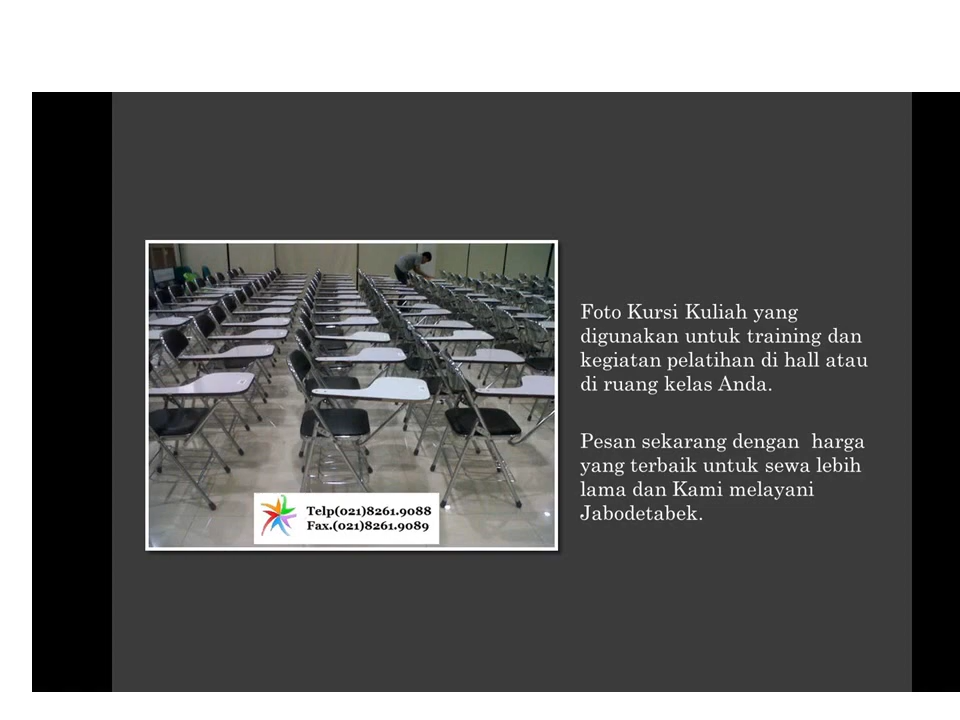 Foto Kursi Kuliah yang
digunakan untuk training dan
kegiatan pelatihan di hall atau
di ruang kelas Anda.
Pesan sekarang dengan  harga
yang terbaik untuk sewa lebih
lama dan Kami melayani
Jabodetabek.
Telp(021)8261.9088
Fax.(021)8261.9089